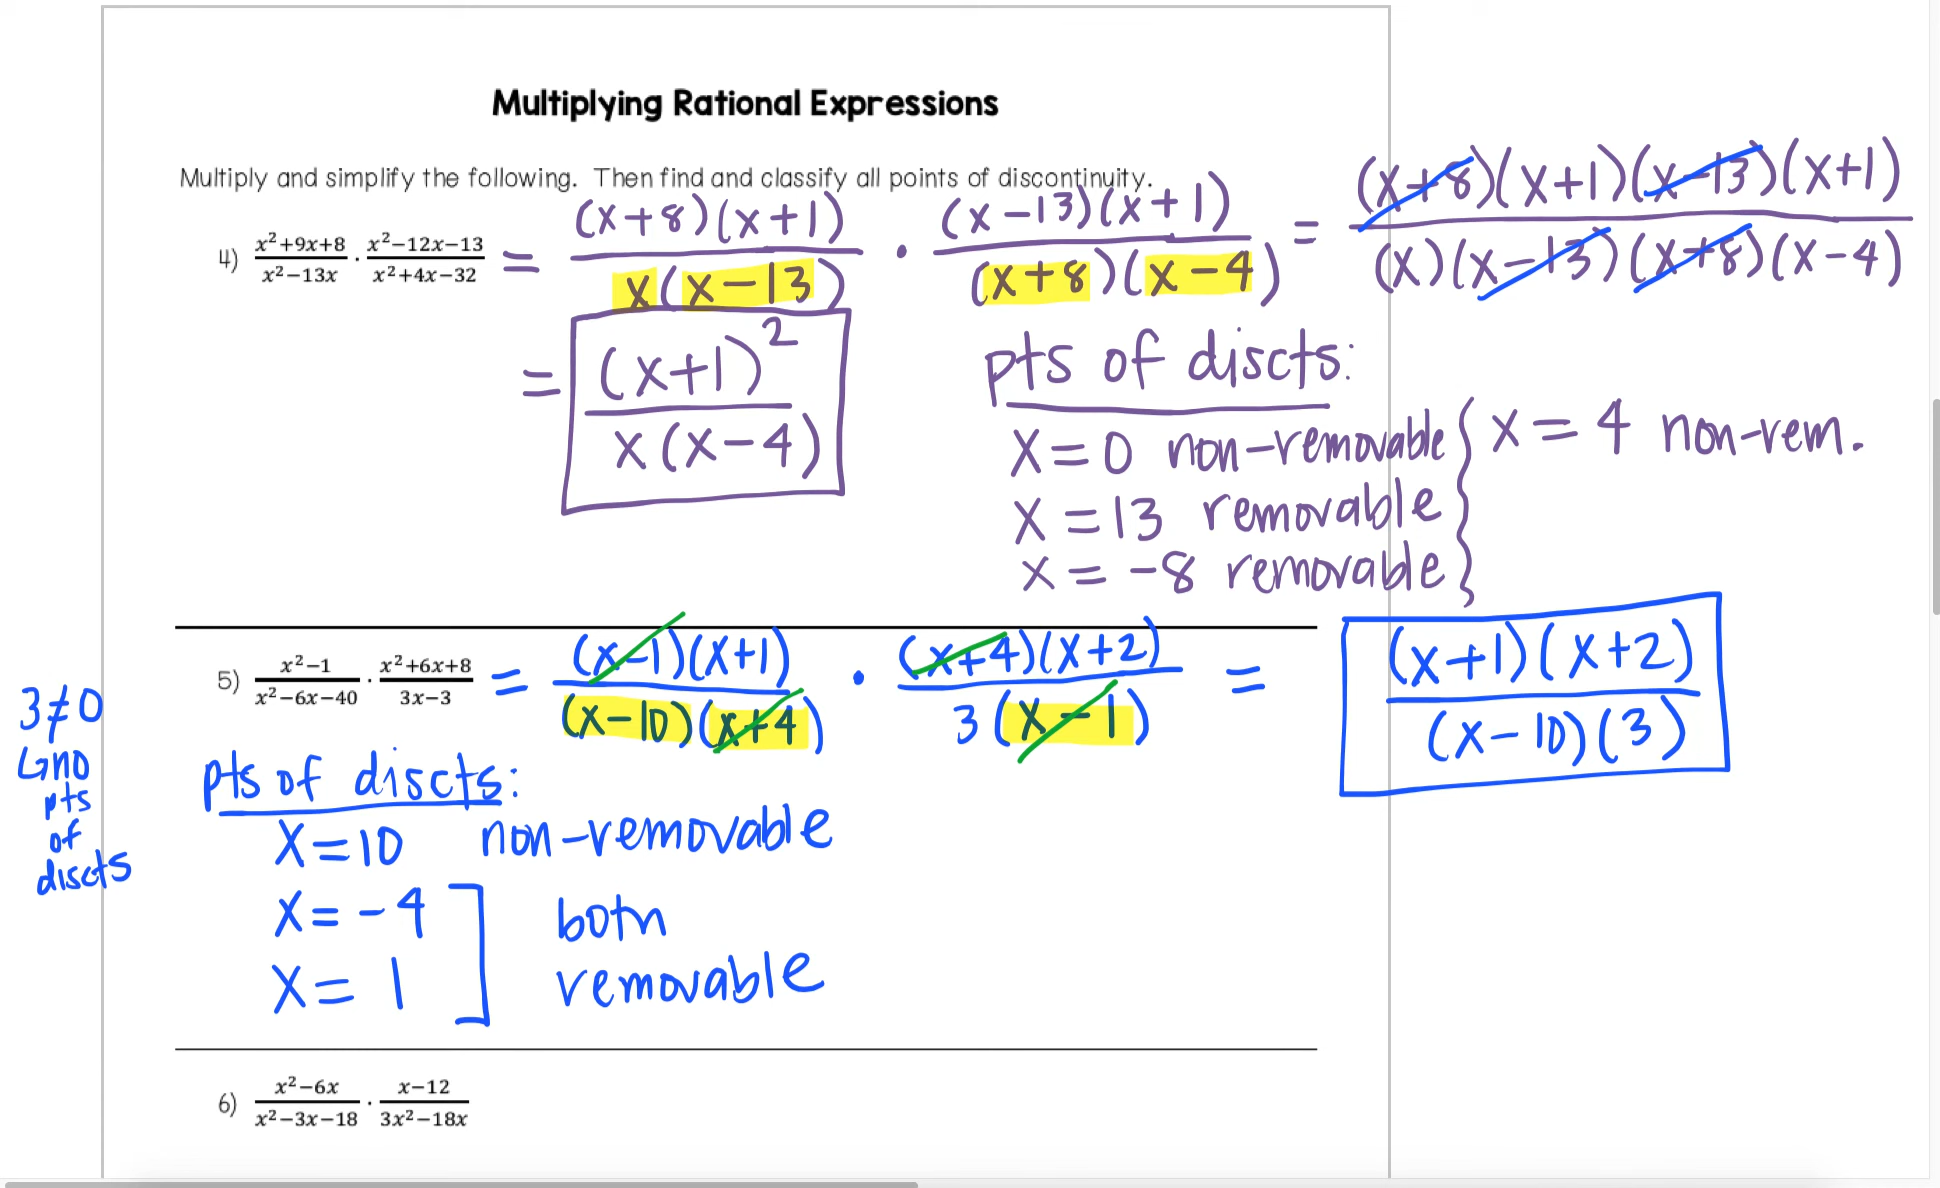 Multiplying Rational Expressions
Multiply and simplify the following. Then find and classify all points of discontinuity.
4) (x²+9x+8)/(x²−13x) · (x²−12x−13)/(x²+4x−32) = ((x+8)(x+1))/(x(x−13)) · ((x−13)(x+1))/((x+8)(x−4)) = ((x+8)(x+1)(x−13)(x+1))/((x)(x−13)(x+8)(x−4))
= (x+1)²/(x(x−4))
pts of discts:
x=0 non-removable { x = 4 non-rem.
x = 13 removable
x = −8 removable
5) (x²−1)/(x²−6x−40) · (x²+6x+8)/(3x−3) = ((x−1)(x+1))/((x−10)(x+4)) · ((x+4)(x+2))/(3(x−1)) = ((x+1)(x+2))/((x−10)(3))
3≠0
↳no
pts
of
discts
pts of discts:
x=10 non-removable
x=−4 ] both
x= 1 removable
6) (x²−6x)/(x²−3x−18) · (x−12)/(3x²−18x)